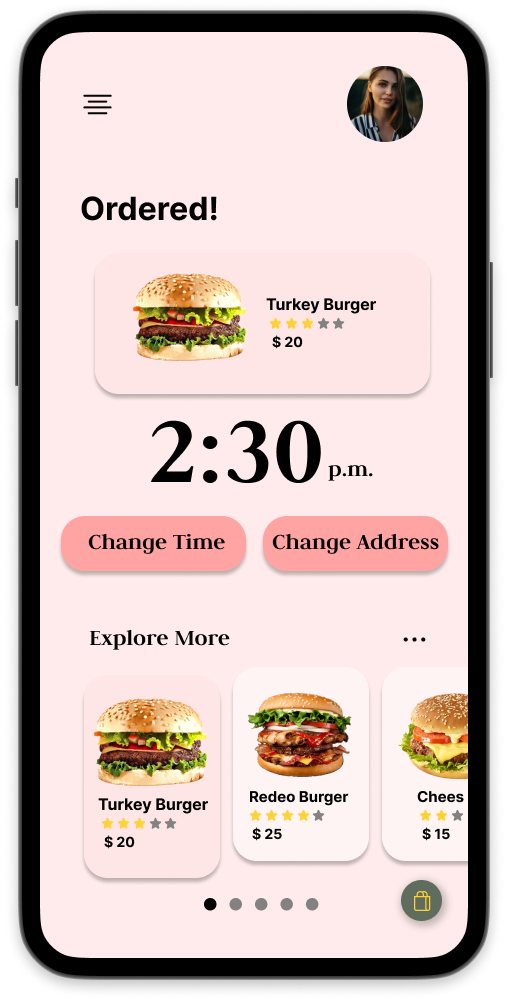 Ordered!
Turkey Burger
$ 20
2:30 p.m.
Change Time
Change Address
Explore More
...
Turkey Burger
$ 20
Redeo Burger
$ 25
Chees
$ 15